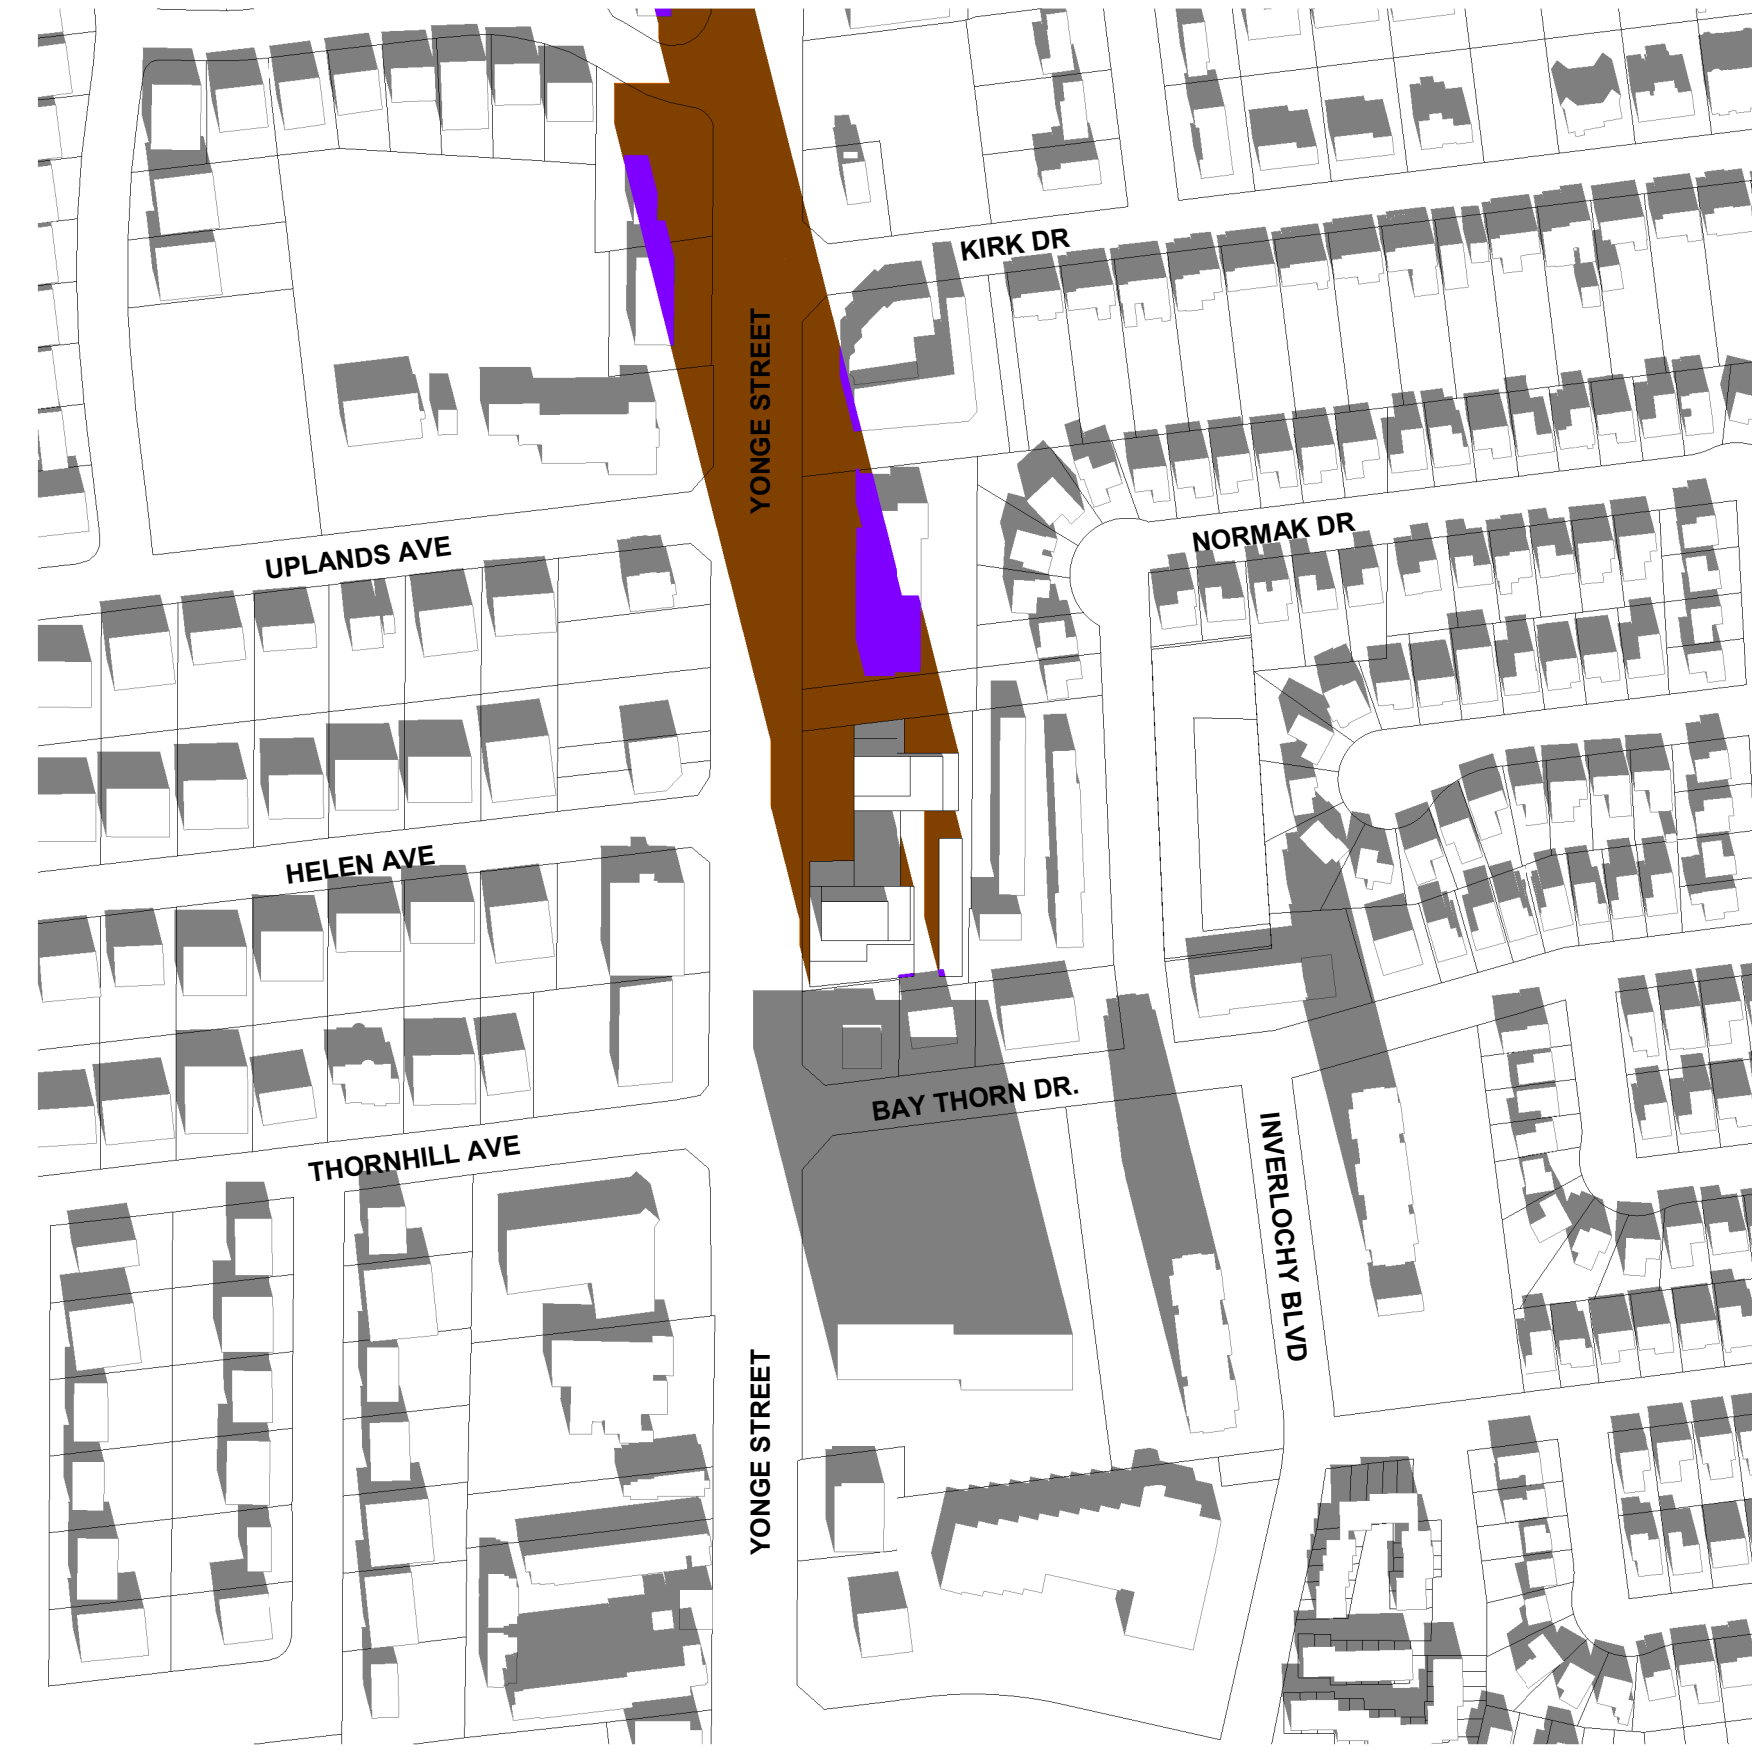 KIRK DR
YONGE STREET
NORMAK DR
UPLANDS AVE
HELEN AVE
BAY THORN DR.
THORNHILL AVE
INVERLOCHY BLVD
YONGE STREET